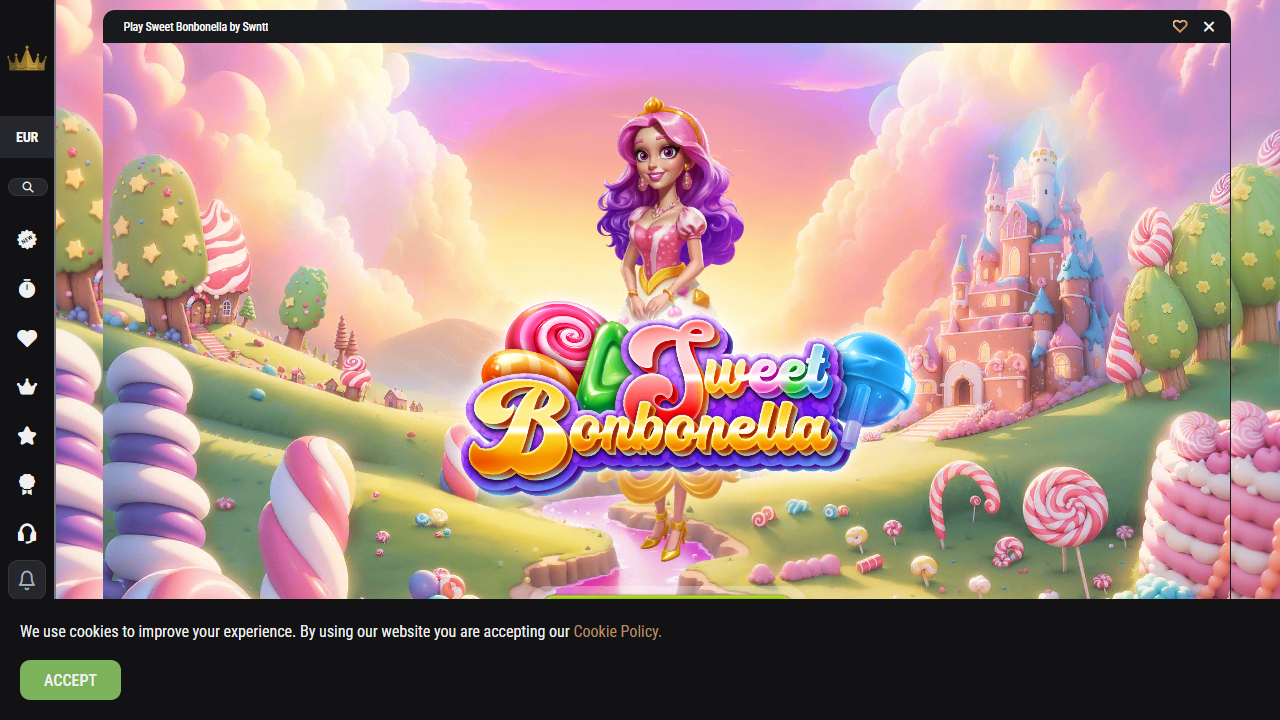 Play Sweet Bonbonella by Swntt
EUR
NEW
Sweet
Bonbonella
We use cookies to improve your experience. By using our website you are accepting our Cookie Policy.
ACCEPT